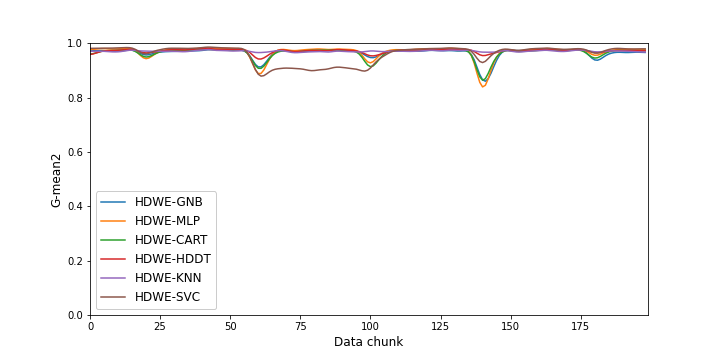 1.0
0.8
0.6
0.4
0.2
0.0
G-mean2
HDWE-GNB
HDWE-MLP
HDWE-CART
HDWE-HDDT
HDWE-KNN
HDWE-SVC
0 25 50 75 100 125 150 175
Data chunk